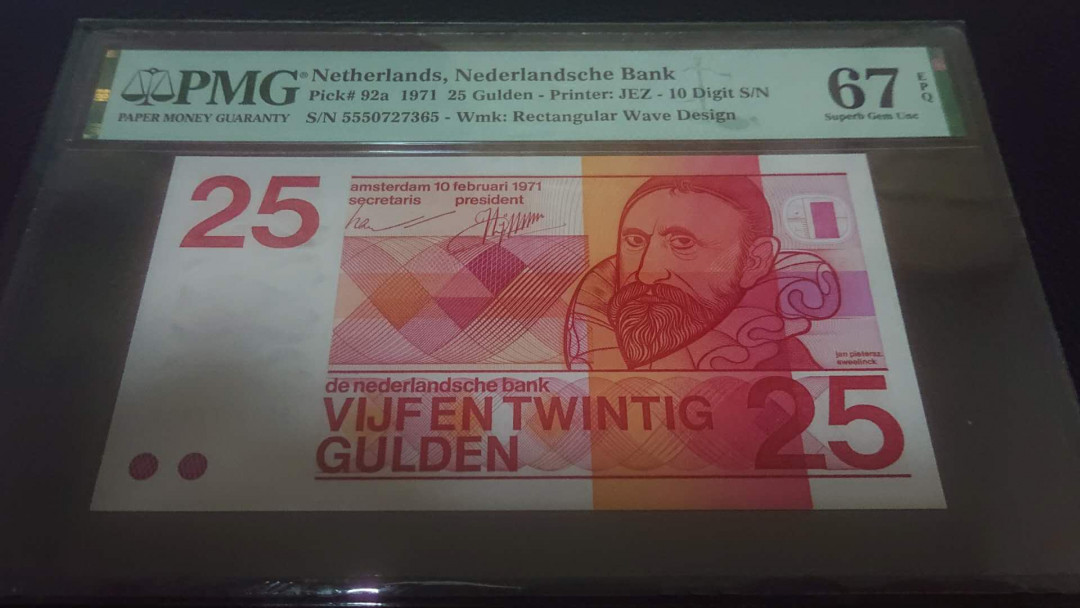 PMG® Netherlands, Nederlandsche Bank
Pick# 92a 1971 25 Gulden - Printer: JEZ - 10 Digit S/N
PAPER MONEY GUARANTY S/N 5550727365 - Wmk: Rectangular Wave Design
67 EPQ
Superb Gem Unc
25
amsterdam 10 februari 1971
secretaris president
jan pietersz.
sweelinck
de nederlandsche bank
VIJF EN TWINTIG
GULDEN
25